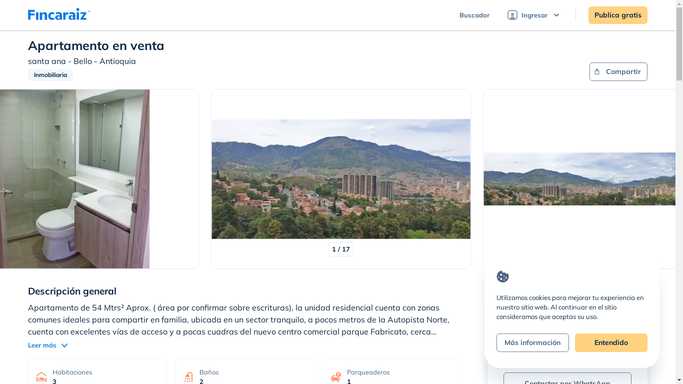 Fincaraiz
Buscador
Ingresar
Publica gratis
Apartamento en venta
santa ana - Bello - Antioquia
Inmobiliaria
Compartir
1 / 17
Descripción general
Apartamento de 54 Mtrs² Aprox. ( área por confirmar sobre escrituras), la unidad residencial cuenta con zonas
comunes ideales para compartir en familia, ubicada en un sector tranquilo, a pocos metros de la Autopista Norte,
cuenta con excelentes vías de acceso y a pocas cuadras del nuevo centro comercial parque Fabricato, cerca...
Leer más
Habitaciones
3
Baños
2
Parqueaderos
1
Utilizamos cookies para mejorar tu experiencia en
nuestro sitio web. Al continuar en el sitio
consideramos que aceptas su uso.
Más información
Entendido
Contactar por WhatsApp